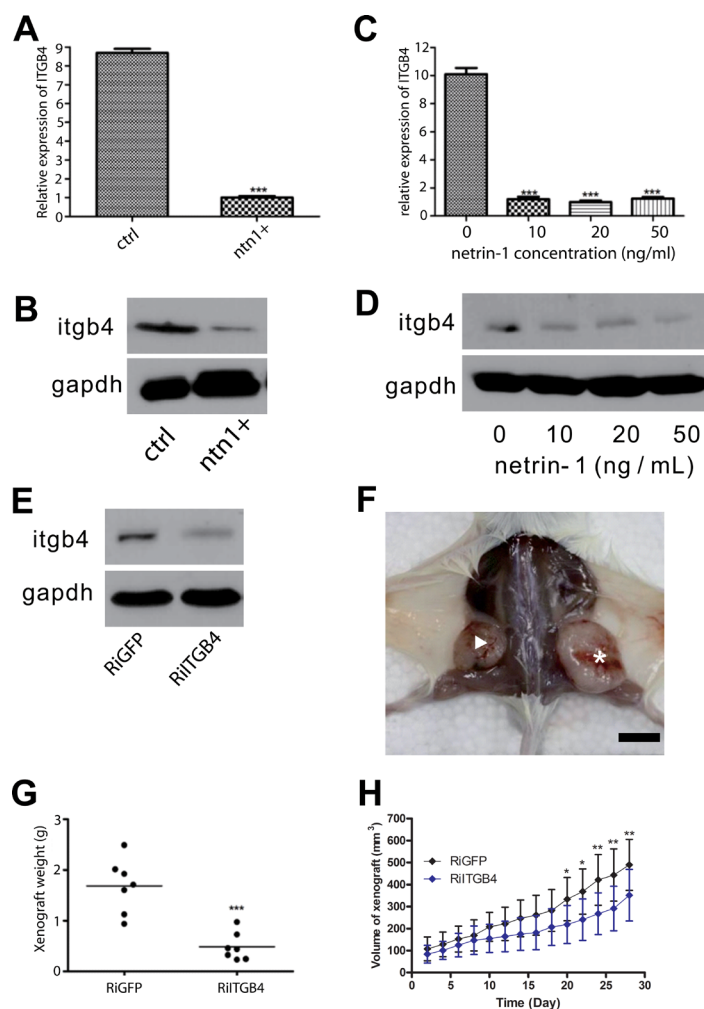 A
Relative expression of ITGB4
9
8
7
6
5
4
3
2
1
0
***
ctrl
ntn1+
C
relative expression of ITGB4
12
10
8
6
4
2
0
***
***
***
0 10 20 50
netrin-1 concentration (ng/ml)
B
itgb4
gapdh
ctrl
ntn1+
D
itgb4
gapdh
0 10 20 50
netrin-1 (ng / mL)
E
itgb4
gapdh
RiGFP
RiITGB4
F
*
G
Xenograft weight (g)
3
2
1
0
***
RiGFP RiITGB4
H
Volume of xenograft (mm³)
700
600
500
400
300
200
100
0
RiGFP
RiITGB4
* * ** ** **
0 5 10 15 20 25 30
Time (Day)